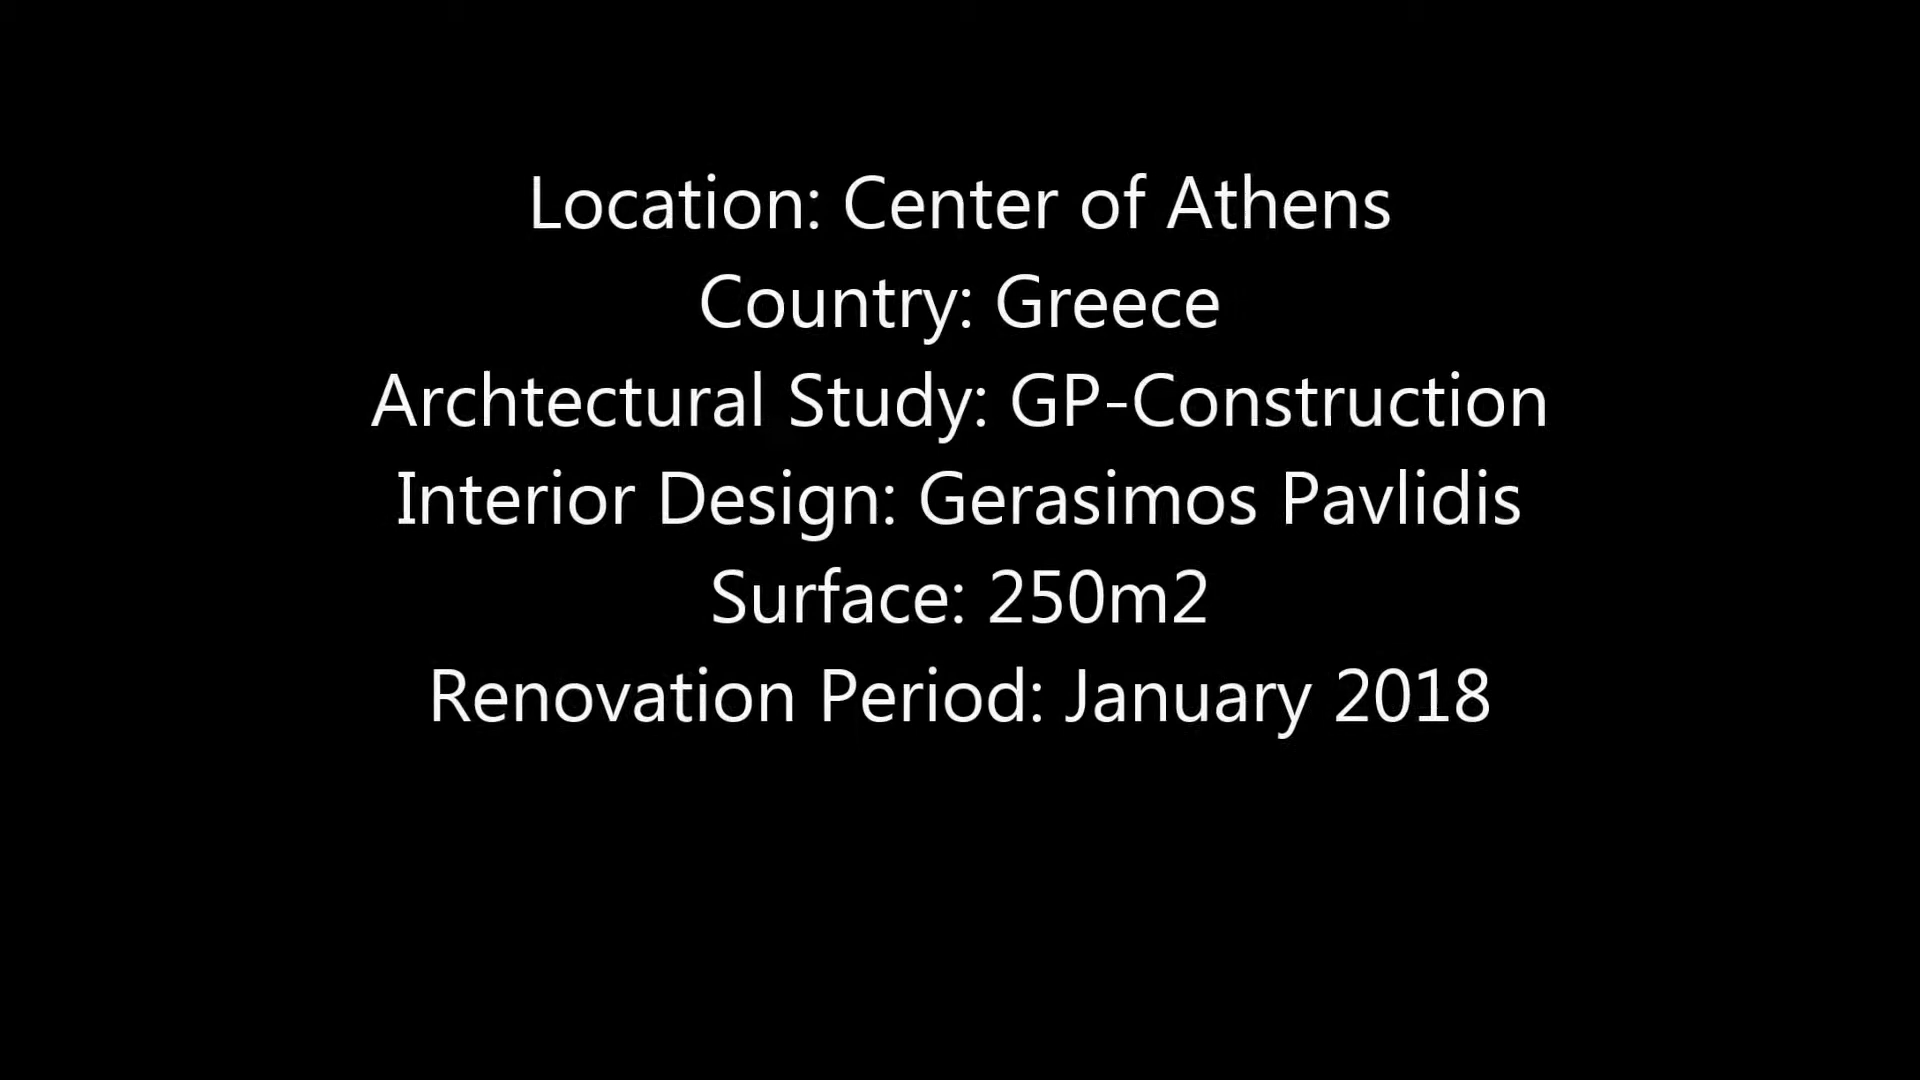 Location: Center of Athens
Country: Greece
Archtectural Study: GP-Construction
Interior Design: Gerasimos Pavlidis
Surface: 250m2
Renovation Period: January 2018